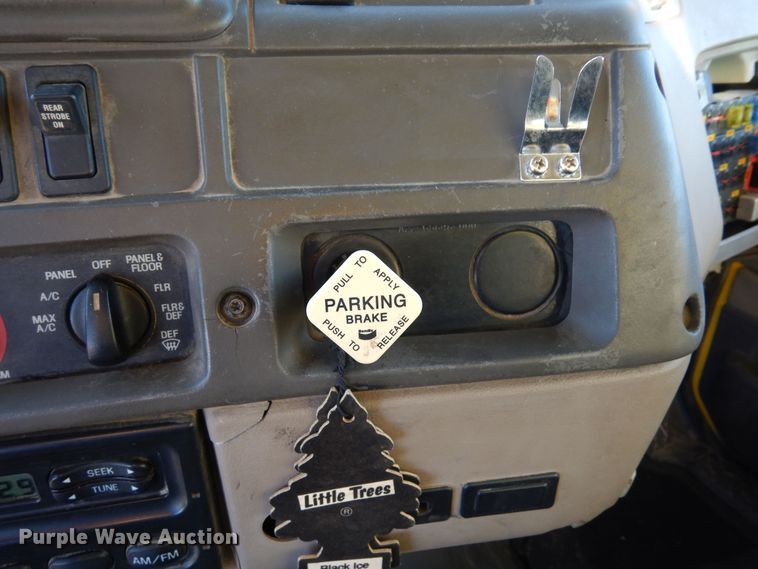 REAR
STROBE
ON
PANEL
OFF
PANEL &
FLOOR
A/C
FLR
MAX
A/C
FLR&
DEF
DEF
PULL TO APPLY
PARKING
BRAKE
PUSH TO RELEASE
SEEK
TUNE
AM/FM
Little Trees
®
Black Ice
Purple Wave Auction